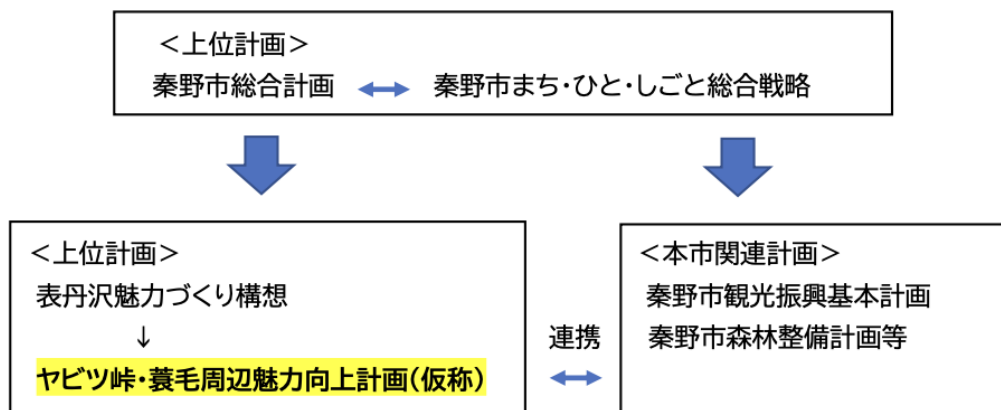 ＜上位計画＞
秦野市総合計画 秦野市まち・ひと・しごと総合戦略
＜上位計画＞
表丹沢魅力づくり構想
↓
ヤビツ峠・蓑毛周辺魅力向上計画（仮称）
連携
＜本市関連計画＞
秦野市観光振興基本計画
秦野市森林整備計画等